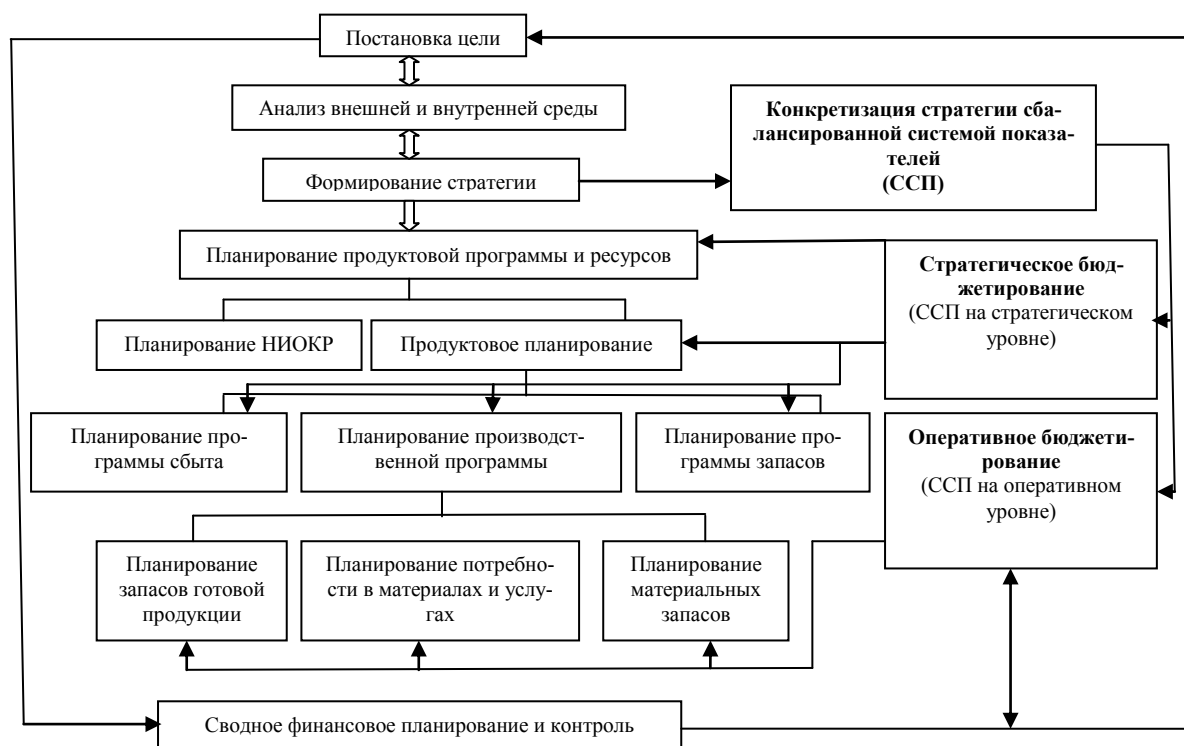 Постановка цели
Анализ внешней и внутренней среды
Конкретизация стратегии сба-
лансированной системой показа-
телей
(ССП)
Формирование стратегии
Планирование продуктовой программы и ресурсов
Стратегическое бюд-
жетирование
(ССП на стратегическом
уровне)
Планирование НИОКР
Продуктовое планирование
Планирование про-
граммы сбыта
Планирование производст-
венной программы
Планирование про-
граммы запасов
Оперативное бюджети-
рование
(ССП на оперативном
уровне)
Планирование
запасов готовой
продукции
Планирование потребно-
сти в материалах и услу-
гах
Планирование
материальных
запасов
Сводное финансовое планирование и контроль